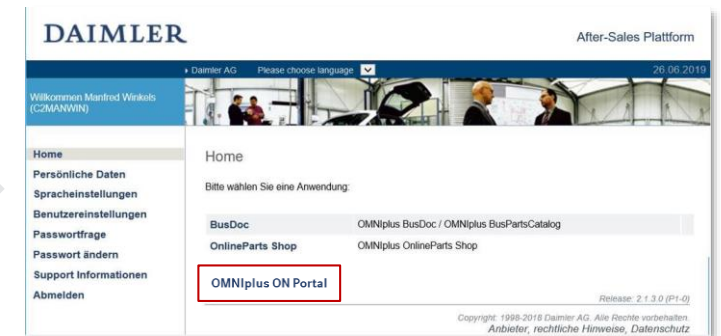 DAIMLER
After-Sales Plattform
Daimler AG Please choose language 26.06.2019
Willkommen Manfred Winkels
(C2MANWIN)
Home
Persönliche Daten
Spracheinstellungen
Benutzereinstellungen
Passwortfrage
Passwort ändern
Support Informationen
Abmelden
Home
Bitte wählen Sie eine Anwendung:
BusDoc OMNIplus BusDoc / OMNIplus BusPartsCatalog
OnlineParts Shop OMNIplus OnlineParts Shop
OMNIplus ON Portal
Release: 2.1.3.0 (P1-0)
Copyright: 1998-2018 Daimler AG. Alle Rechte vorbehalten.
Anbieter, rechtliche Hinweise, Datenschutz